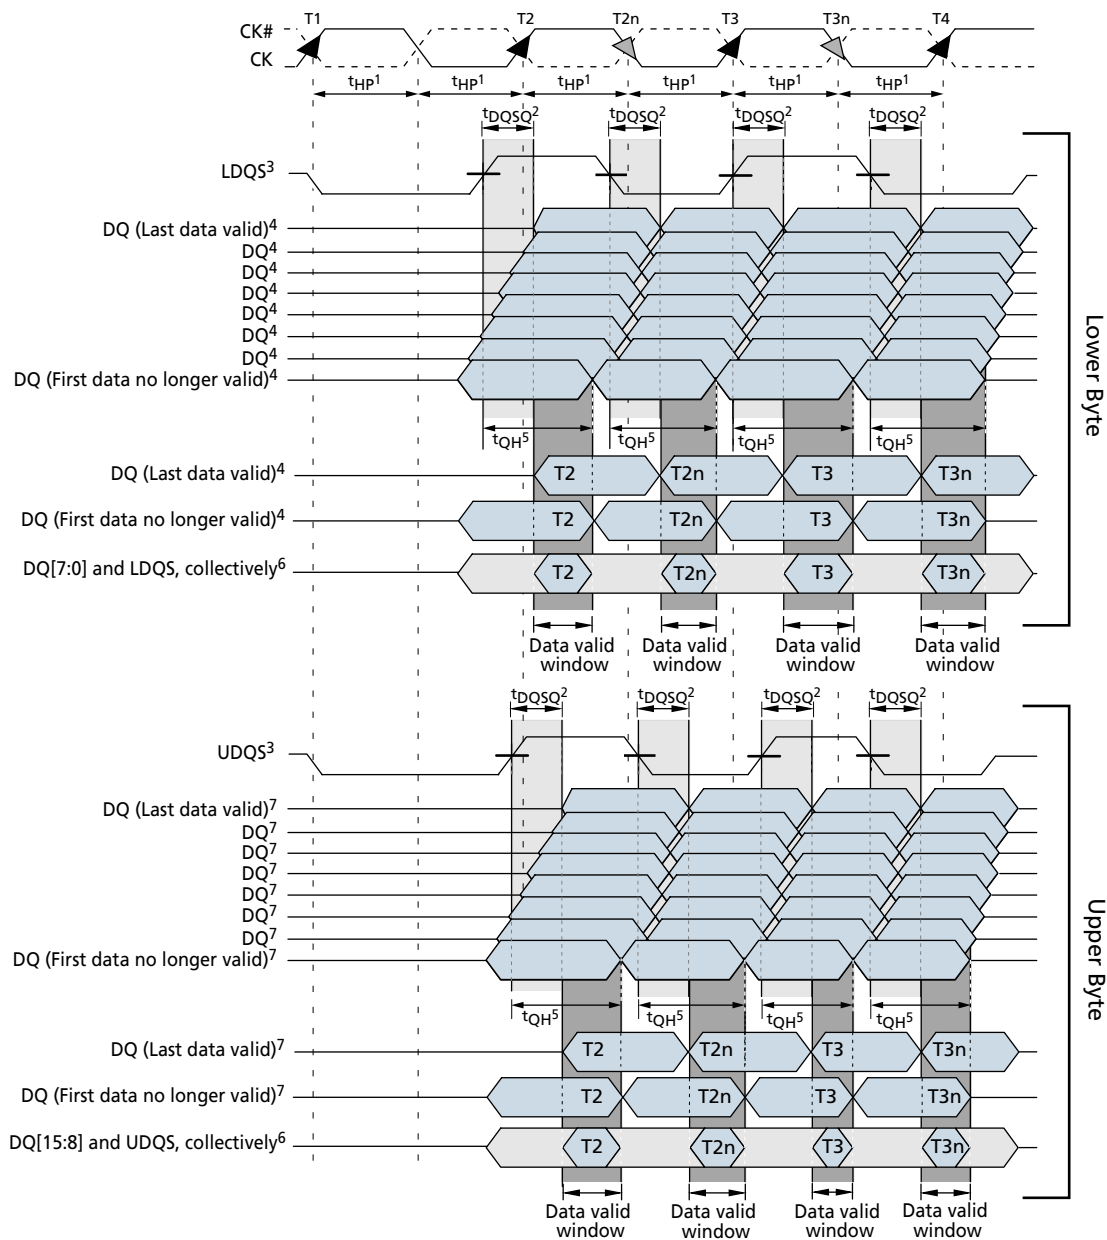 T1 T2 T2n T3 T3n T4
CK#
CK
tHP1 tHP1 tHP1 tHP1 tHP1 tHP1
tDQSQ2 tDQSQ2 tDQSQ2 tDQSQ2
LDQS3
DQ (Last data valid)4
DQ4
DQ4
DQ4
DQ4
DQ4
DQ4
DQ (First data no longer valid)4
Lower Byte
tQH5 tQH5 tQH5 tQH5
DQ (Last data valid)4 T2 T2n T3 T3n
DQ (First data no longer valid)4 T2 T2n T3 T3n
DQ[7:0] and LDQS, collectively6 T2 T2n T3 T3n
Data valid window Data valid window Data valid window Data valid window
tDQSQ2 tDQSQ2 tDQSQ2 tDQSQ2
UDQS3
DQ (Last data valid)7
DQ7
DQ7
DQ7
DQ7
DQ7
DQ7
DQ (First data no longer valid)7
Upper Byte
tQH5 tQH5 tQH5 tQH5
DQ (Last data valid)7 T2 T2n T3 T3n
DQ (First data no longer valid)7 T2 T2n T3 T3n
DQ[15:8] and UDQS, collectively6 T2 T2n T3 T3n
Data valid window Data valid window Data valid window Data valid window